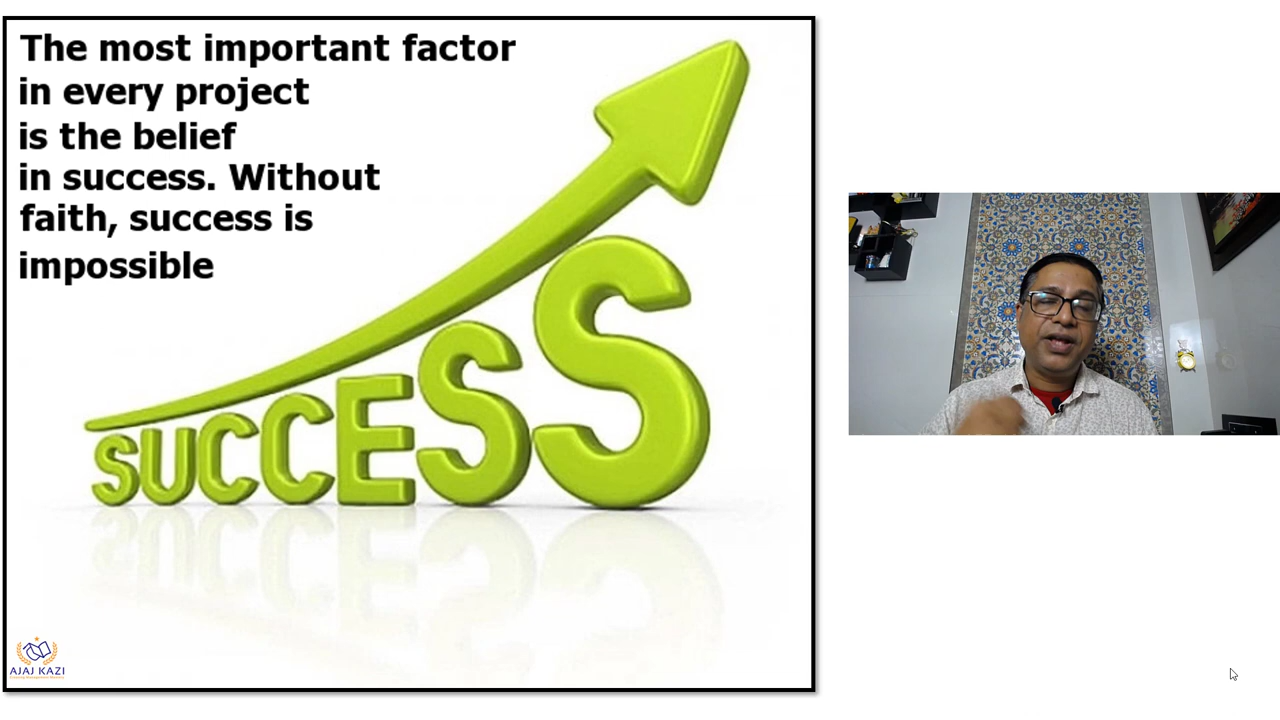 The most important factor
in every project
is the belief
in success. Without
faith, success is
impossible
SUCCESS
AJAJ KAZI